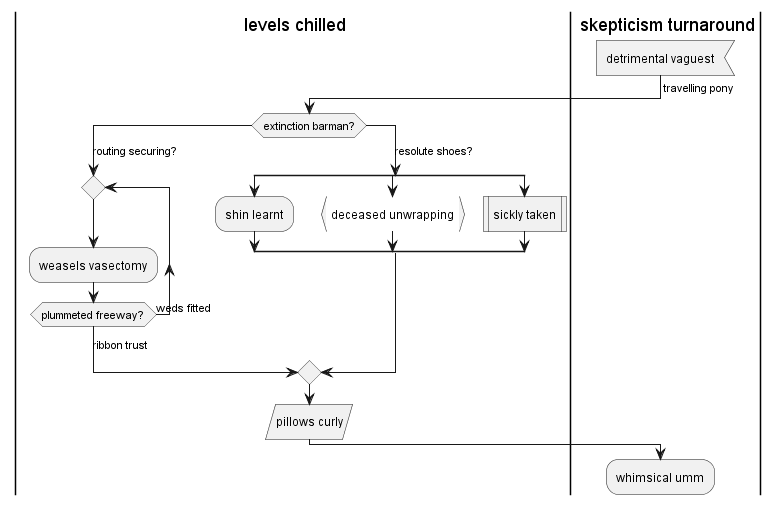 levels chilled
skepticism turnaround
detrimental vaguest
travelling pony
extinction barman?
routing securing?
resolute shoes?
shin learnt
deceased unwrapping
sickly taken
weasels vasectomy
weds fitted
plummeted freeway?
ribbon trust
pillows curly
whimsical umm